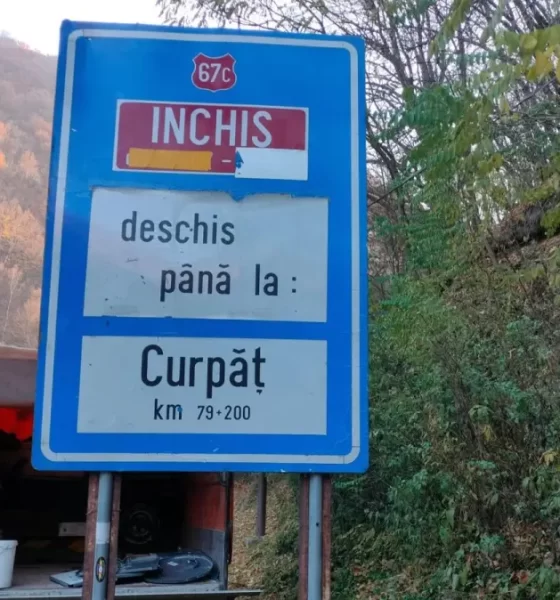 67C
INCHIS
-
deschis
până la :
Curpăț
km 79+200